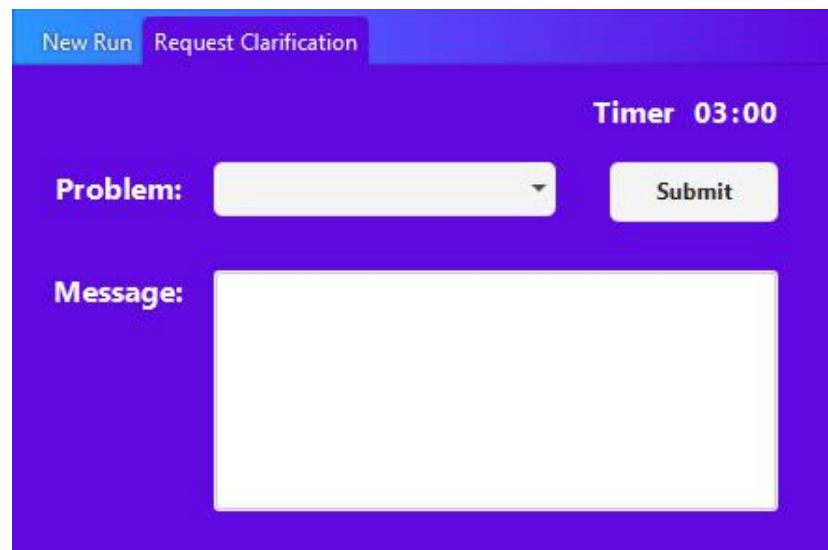 New Run Request Clarification
Timer 03:00
Problem: Submit
Message: